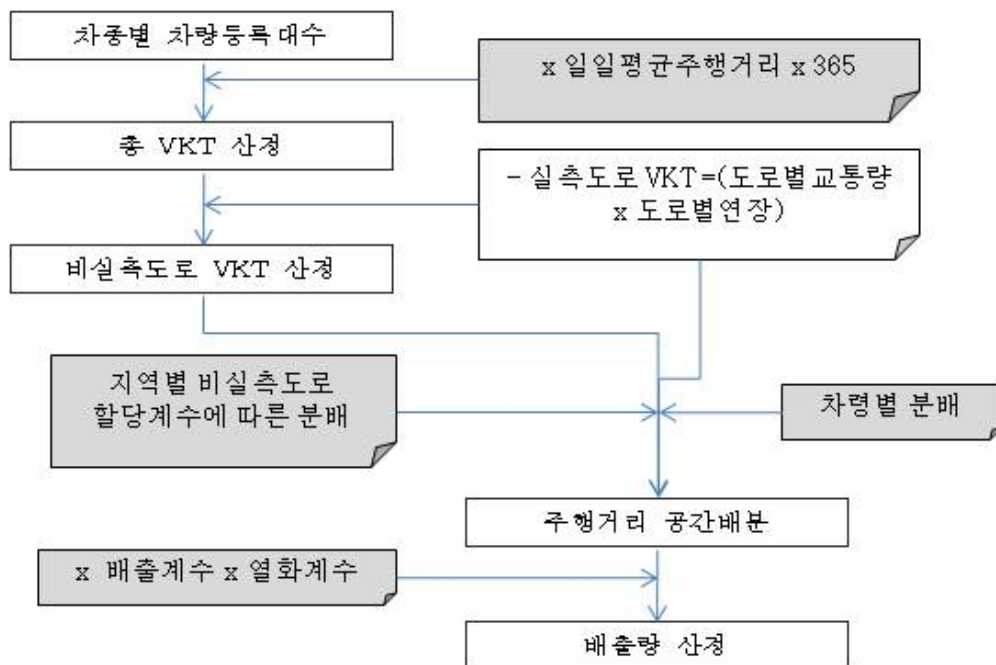 차종별 차량등록대수
x 일일평균주행거리 x 365
총 VKT 산정
- 실측도로 VKT=(도로별교통량
x 도로별연장)
비실측도로 VKT 산정
지역별 비실측도로
할당계수에 따른 분배
차령별 분배
주행거리 공간배분
x 배출계수 x 열화계수
배출량 산정